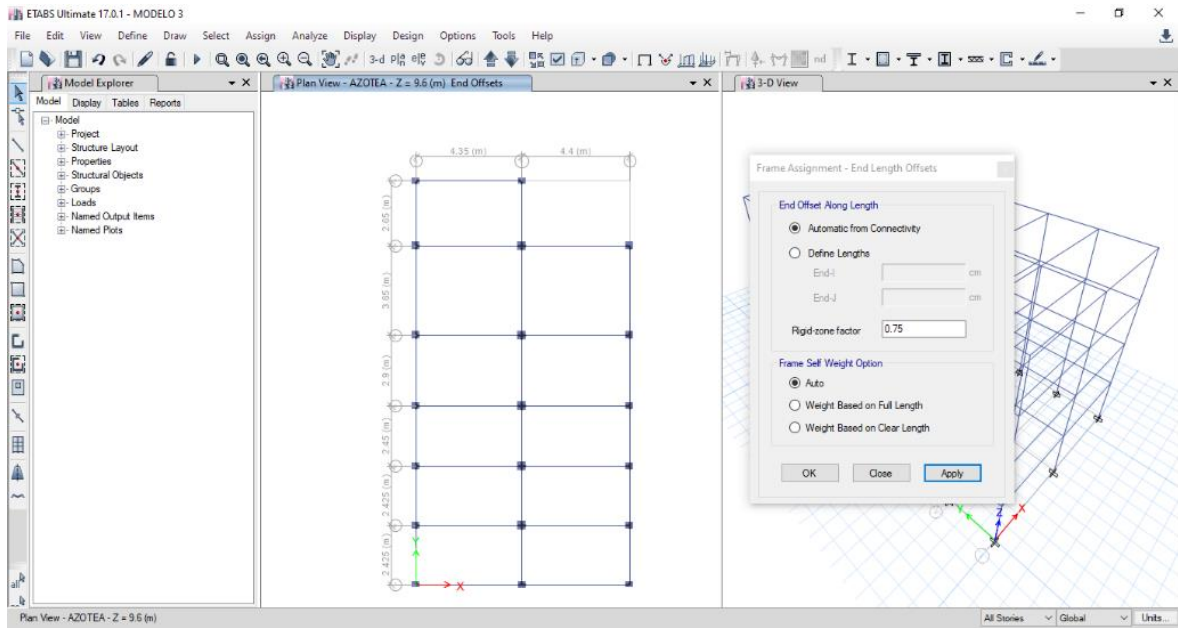 ETABS Ultimate 17.0.1 - MODELO 3
File Edit View Define Draw Select Assign Analyze Display Design Options Tools Help
3-d nd
Model Explorer
Model Display Tables Reports
Model
Project
Structure Layout
Properties
Structural Objects
Groups
Loads
Named Output Items
Named Plots
Plan View - AZOTEA - Z = 9.6 (m) End Offsets
4.35 (m) 4.4 (m)
2.65 (m)
3.65 (m)
2.9 (m)
2.45 (m)
2.425 (m)
2.425 (m)
Y
X
3-D View
Frame Assignment - End Length Offsets
End Offset Along Length
Automatic from Connectivity
Define Lengths
End-I cm
End-J cm
Rigid-zone factor 0.75
Frame Self Weight Option
Auto
Weight Based on Full Length
Weight Based on Clear Length
OK Close Apply
Y Z X
all
Plan View - AZOTEA - Z = 9.6 (m)
All Stories Global Units...